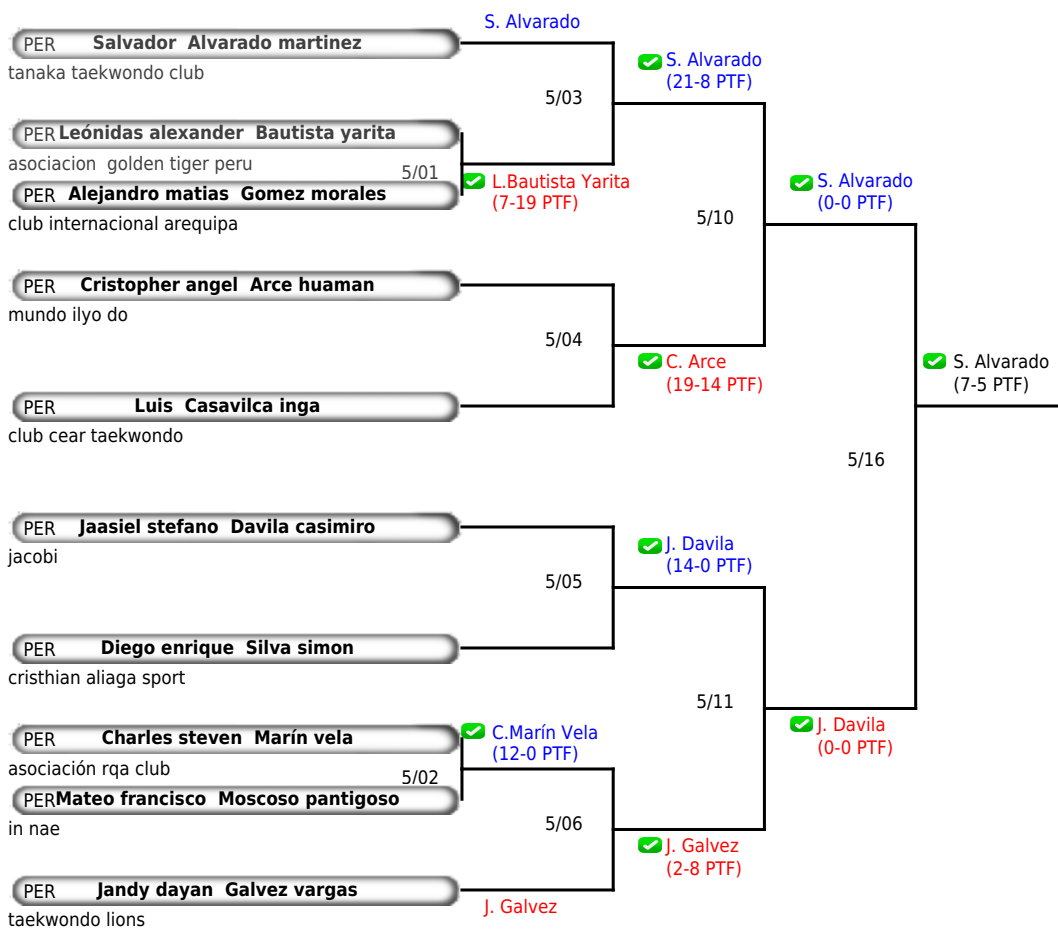 S. Alvarado
PER Salvador Alvarado martinez
tanaka taekwondo club
S. Alvarado
(21-8 PTF)
5/03
PER Leónidas alexander Bautista yarita
asociacion golden tiger peru
5/01
L.Bautista Yarita
(7-19 PTF)
PER Alejandro matias Gomez morales
club internacional arequipa
S. Alvarado
(0-0 PTF)
5/10
PER Cristopher angel Arce huaman
mundo ilyo do
5/04
C. Arce
(19-14 PTF)
S. Alvarado
(7-5 PTF)
PER Luis Casavilca inga
club cear taekwondo
5/16
PER Jaasiel stefano Davila casimiro
jacobi
J. Davila
(14-0 PTF)
5/05
PER Diego enrique Silva simon
cristhian aliaga sport
5/11
J. Davila
(0-0 PTF)
PER Charles steven Marín vela
asociación rqa club
C.Marín Vela
(12-0 PTF)
5/02
PER Mateo francisco Moscoso pantigoso
in nae
5/06
J. Galvez
(2-8 PTF)
PER Jandy dayan Galvez vargas
taekwondo lions
J. Galvez